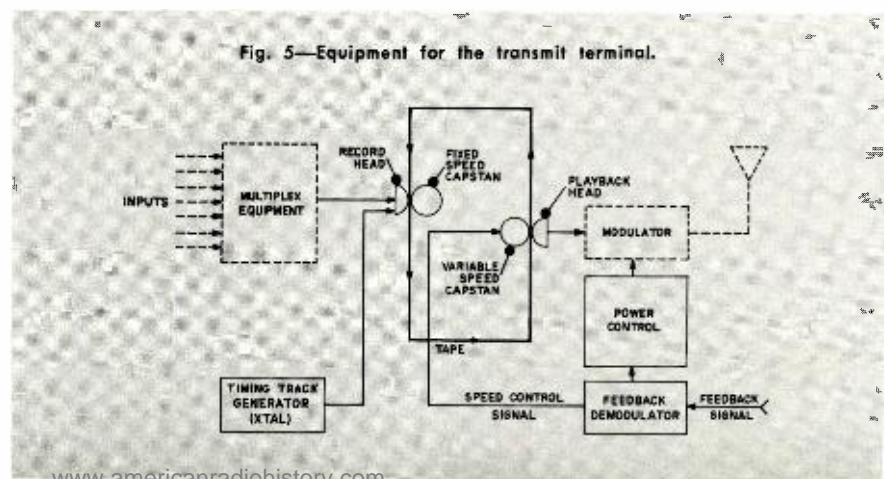 Fig. 5—Equipment for the transmit terminal.
RECORD
HEAD
FIXED
SPEED
CAPSTAN
PLAYBACK
HEAD
INPUTS
MULTIPLEX
EQUIPMENT
MODULATOR
VARIABLE
SPEED
CAPSTAN
POWER
CONTROL
TAPE
TIMING TRACK
GENERATOR
(XTAL)
SPEED CONTROL
SIGNAL
FEEDBACK
DEMODULATOR
FEEDBACK
SIGNAL
www.americanradiohistory.com